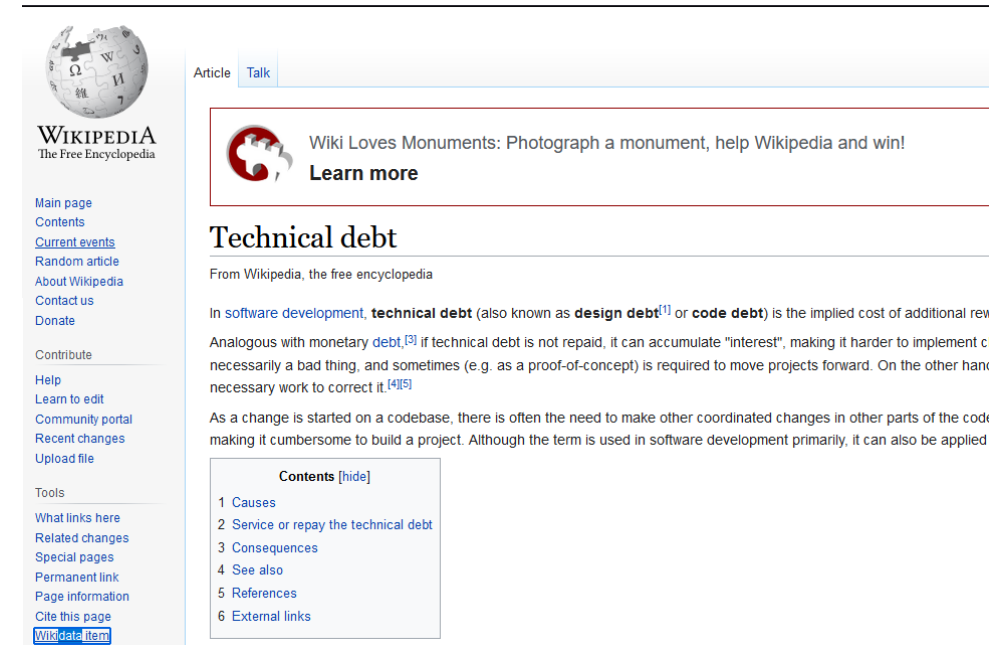 WIKIPEDIA
The Free Encyclopedia
Main page
Contents
Current events
Random article
About Wikipedia
Contact us
Donate
Contribute
Help
Learn to edit
Community portal
Recent changes
Upload file
Tools
What links here
Related changes
Special pages
Permanent link
Page information
Cite this page
Wikidata item
Article Talk
Wiki Loves Monuments: Photograph a monument, help Wikipedia and win!
Learn more
Technical debt
From Wikipedia, the free encyclopedia
In software development, technical debt (also known as design debt[1] or code debt) is the implied cost of additional
Analogous with monetary debt,[3] if technical debt is not repaid, it can accumulate "interest", making it harder to implement
necessarily a bad thing, and sometimes (e.g. as a proof-of-concept) is required to move projects forward. On the other
necessary work to correct it.[4][5]
As a change is started on a codebase, there is often the need to make other coordinated changes in other parts of the
making it cumbersome to build a project. Although the term is used in software development primarily, it can also be applied
Contents [hide]
1 Causes
2 Service or repay the technical debt
3 Consequences
4 See also
5 References
6 External links